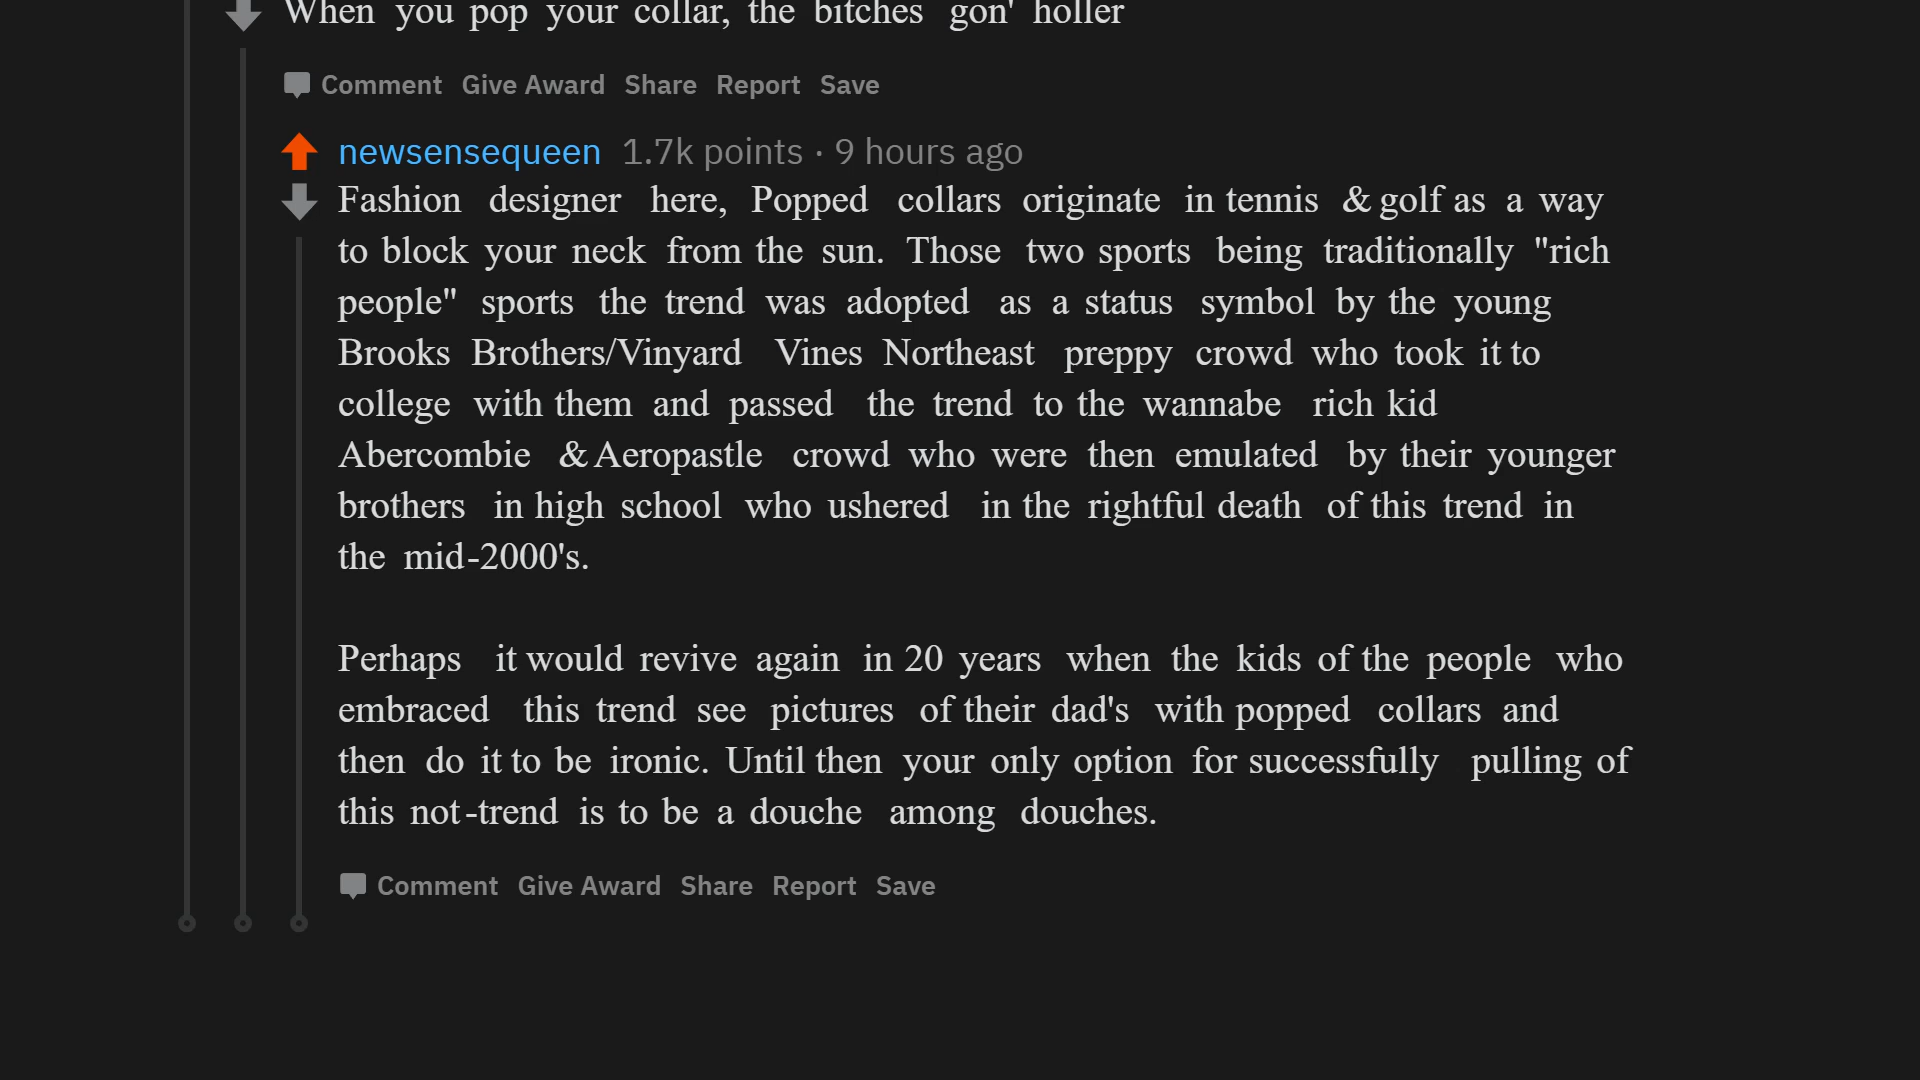 When you pop your collar, the bitches gon' holler
Comment Give Award Share Report Save
newsensequeen 1.7k points · 9 hours ago
Fashion designer here, Popped collars originate in tennis & golf as a way
to block your neck from the sun. Those two sports being traditionally "rich
people" sports the trend was adopted as a status symbol by the young
Brooks Brothers/Vinyard Vines Northeast preppy crowd who took it to
college with them and passed the trend to the wannabe rich kid
Abercombie & Aeropastle crowd who were then emulated by their younger
brothers in high school who ushered in the rightful death of this trend in
the mid-2000's.
Perhaps it would revive again in 20 years when the kids of the people who
embraced this trend see pictures of their dad's with popped collars and
then do it to be ironic. Until then your only option for successfully pulling of
this not-trend is to be a douche among douches.
Comment Give Award Share Report Save